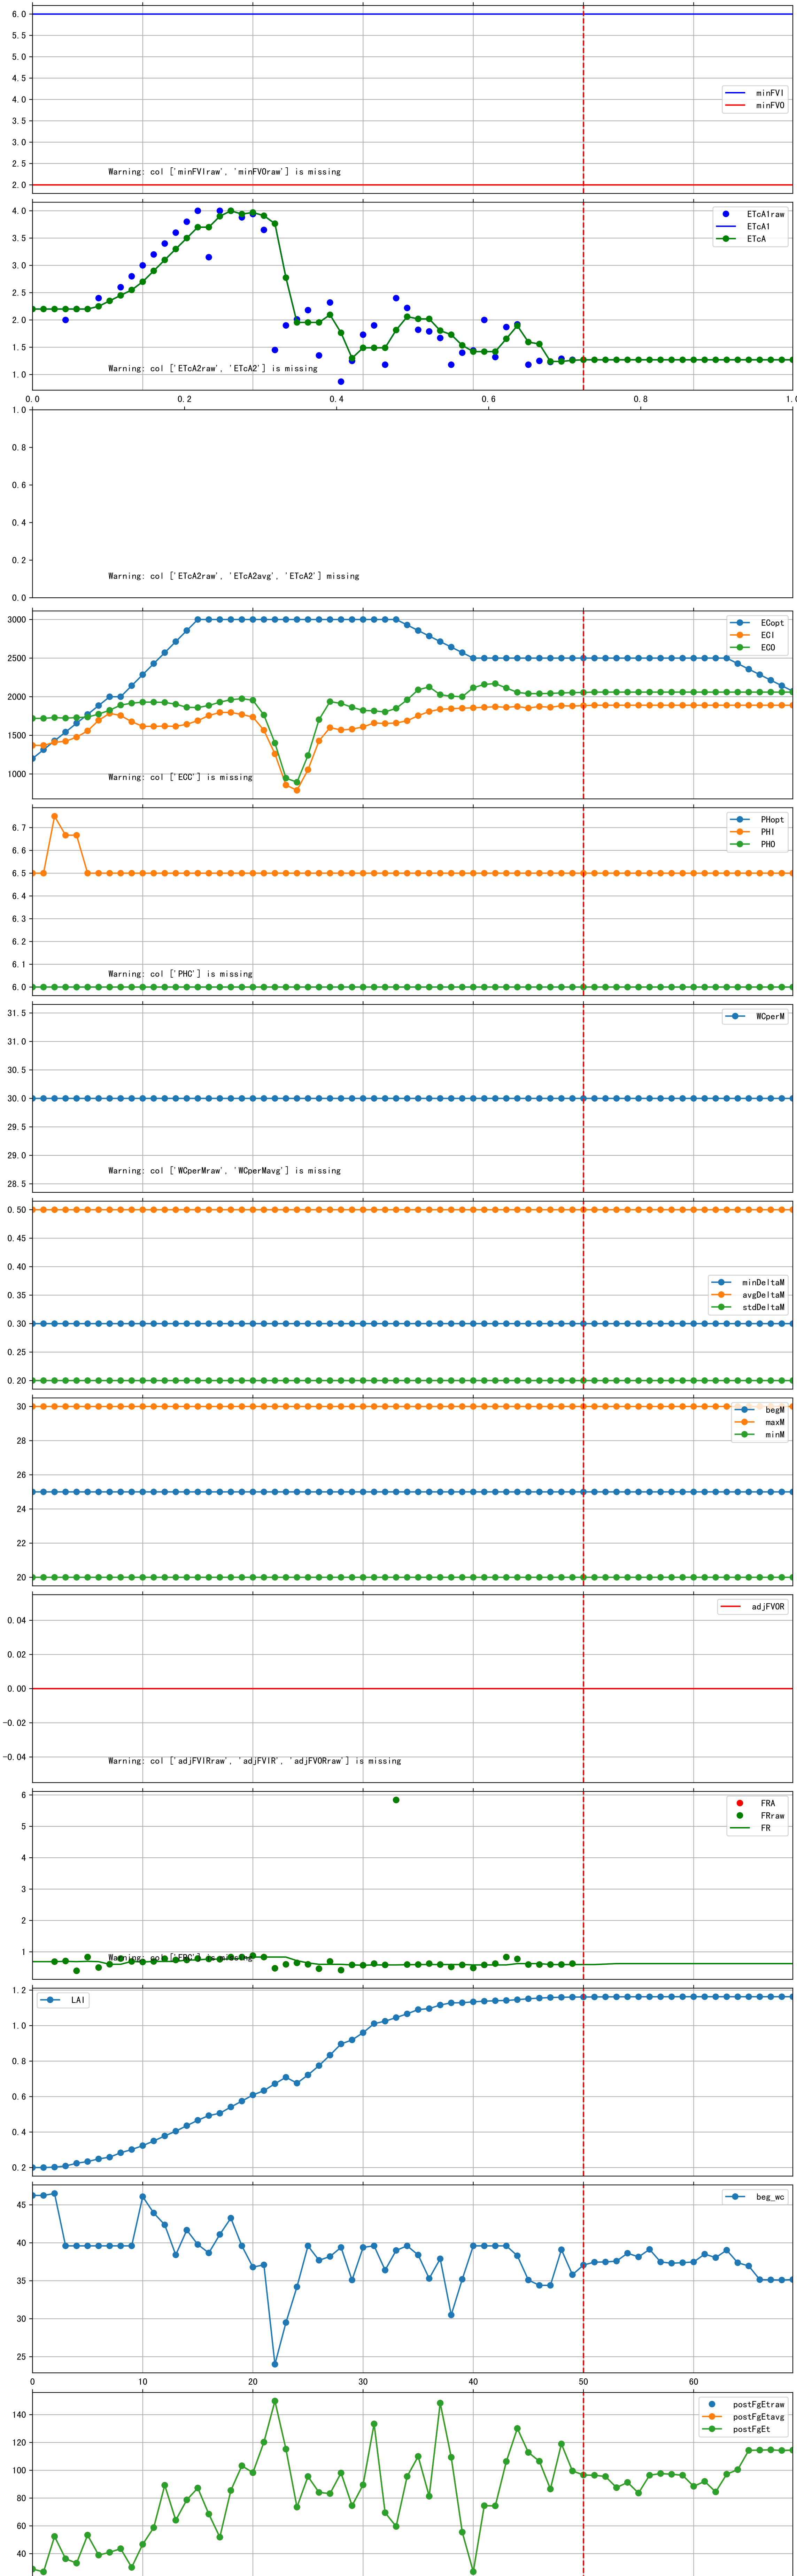 6.0
5.5
5.0
4.5
4.0
3.5
3.0
2.5
2.0
minFVI
minFVO
Warning: col ['minFVIraw', 'minFVOraw'] is missing
4.0
3.5
3.0
2.5
2.0
1.5
1.0
ETcA1raw
ETcA1
ETcA
Warning: col ['ETcA2raw', 'ETcA2'] is missing
0.0 0.2 0.4 0.6 0.8 1.0
1.0
0.8
0.6
0.4
0.2
0.0
Warning: col ['ETcA2raw', 'ETcA2avg', 'ETcA2'] missing
3000
2500
2000
1500
1000
ECopt
ECI
ECO
Warning: col ['ECC'] is missing
6.7
6.6
6.5
6.4
6.3
6.2
6.1
6.0
PHopt
PHI
PHO
Warning: col ['PHC'] is missing
31.5
31.0
30.5
30.0
29.5
29.0
28.5
WCperM
Warning: col ['WCperMraw', 'WCperMavg'] is missing
0.50
0.45
0.40
0.35
0.30
0.25
0.20
minDeltaM
avgDeltaM
stdDeltaM
30
28
26
24
22
20
begM
maxM
minM
0.04
0.02
0.00
-0.02
-0.04
adjFVOR
Warning: col ['adjFVIRraw', 'adjFVIR', 'adjFVORraw'] is missing
6
5
4
3
2
1
FRA
FRraw
FR
Warning: col ['FRC'] is missing
1.2
1.0
0.8
0.6
0.4
0.2
LAI
45
40
35
30
25
beg_wc
0 10 20 30 40 50 60
140
120
100
80
60
40
postFgEtraw
postFgEtavg
postFgEt